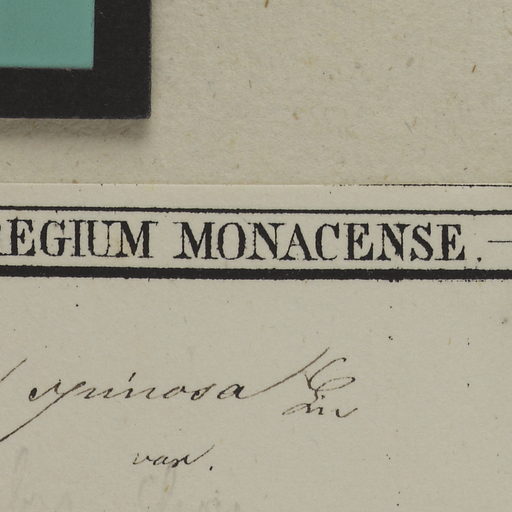 REGIUM MONACENSE.
spinosa
var.